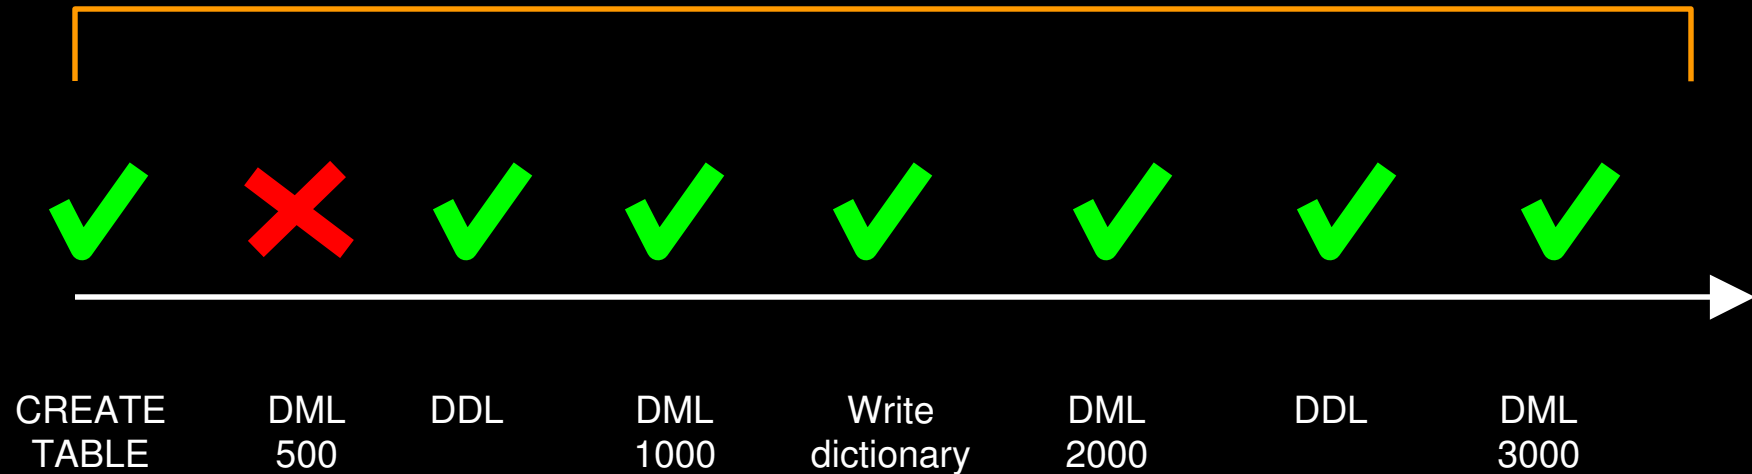 CREATE DML DDL DML Write DML DDL DML
TABLE 500 1000 dictionary 2000 3000